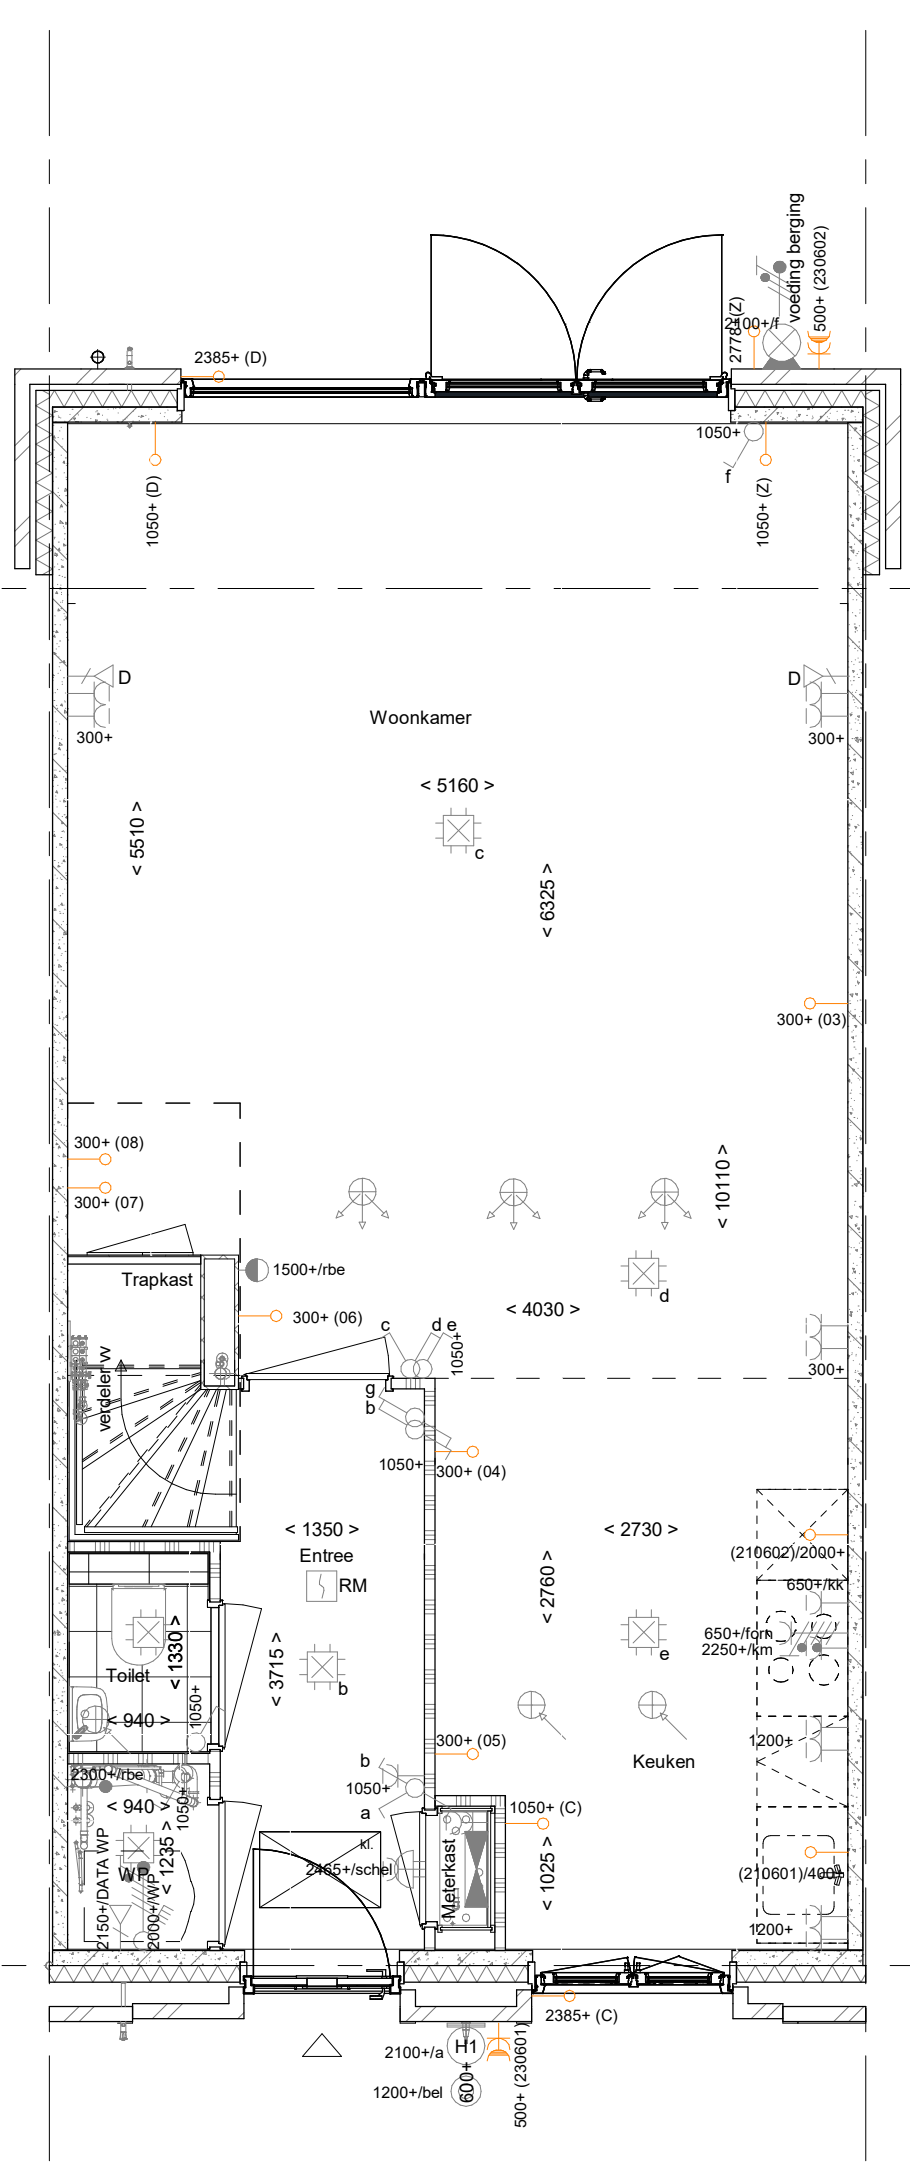 voeding berging
500+ (230602)
2778+(Z)
2100+/f
2385+ (D)
1050+
f
1050+ (D)
1050+ (Z)
D
D
300+
300+
Woonkamer
< 5160 >
c
< 5510 >
< 6325 >
300+ (03)
300+ (08)
300+ (07)
< 10110 >
1500+/rbe
Trapkast
d
300+ (06)
< 4030 >
c
d e
1050+
300+
verdeler vv
g
b
1050+
300+ (04)
< 1350 >
< 2730 >
Entree
RM
< 2760 >
(210602)/2000+
650+/kk
650+/forn
2250+/km
< 1330 >
Toilet
< 3715 >
b
e
1050+
< 940 >
300+ (05)
1200+
Keuken
b
2300+/rbe
1050+
1050+
a
< 940 >
1050+ (C)
< 1235 >
kl.
2465+/schel
Meterkast
< 1025 >
WP
(210601)/400+
2150+/DATA WP
2000+/WP
1200+
2385+ (C)
2100+/a
H1
600+
500+ (230601)
1200+/bel